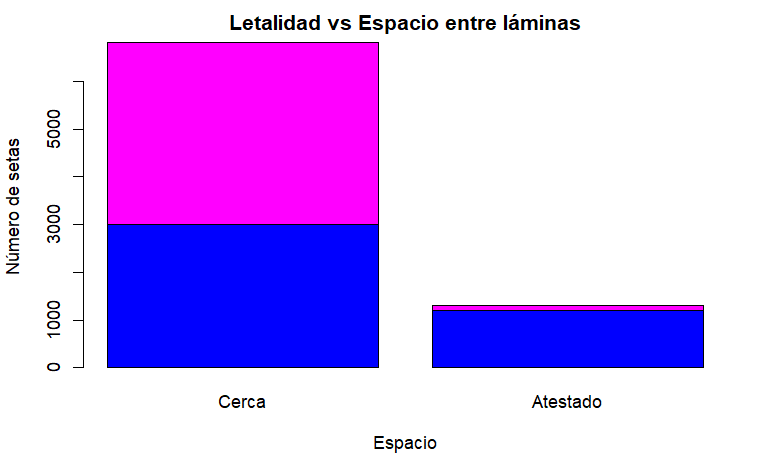 Letalidad vs Espacio entre láminas
Número de setas
5000
3000
1000
0
Cerca
Atestado
Espacio